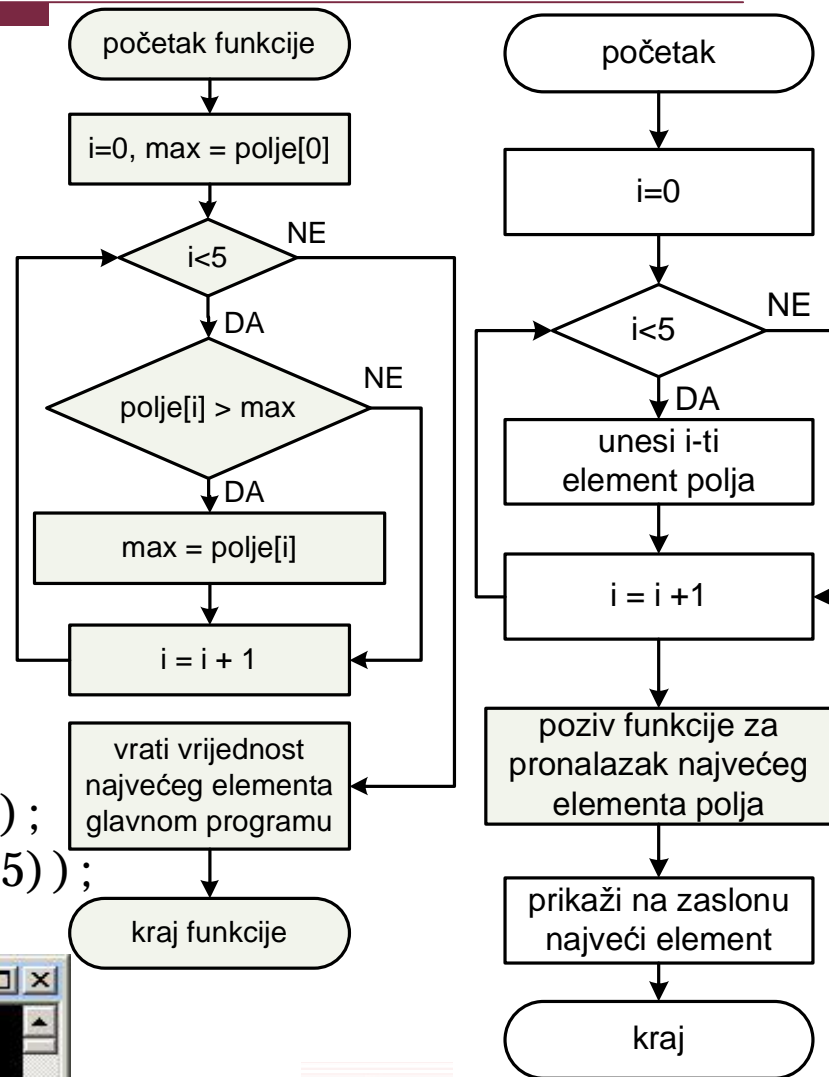 početak funkcije
i=0, max = polje[0]
i<5
NE
DA
polje[i] > max
NE
DA
max = polje[i]
i = i + 1
vrati vrijednost
najvećeg elementa
glavnom programu
kraj funkcije
);
5));
početak
i=0
i<5
NE
DA
unesi i-ti
element polja
i = i +1
poziv funkcije za
pronalazak najvećeg
elementa polja
prikaži na zaslonu
najveći element
kraj